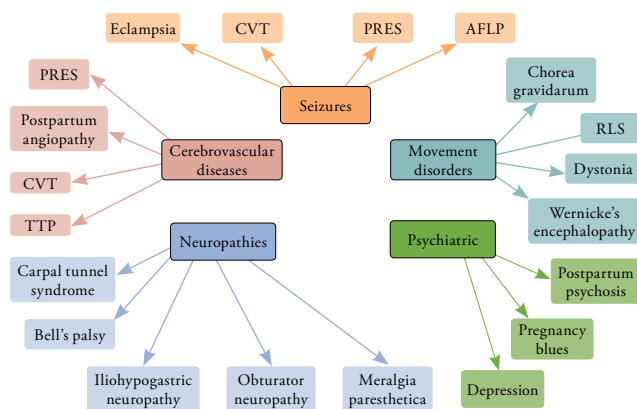 Eclampsia
CVT
PRES
AFLP
Seizures
PRES
Postpartum
angiopathy
CVT
TTP
Cerebrovascular
diseases
Movement
disorders
Chorea
gravidarum
RLS
Dystonia
Wernicke's
encephalopathy
Neuropathies
Carpal tunnel
syndrome
Bell's palsy
Iliohypogastric
neuropathy
Obturator
neuropathy
Meralgia
paresthetica
Psychiatric
Postpartum
psychosis
Pregnancy
blues
Depression